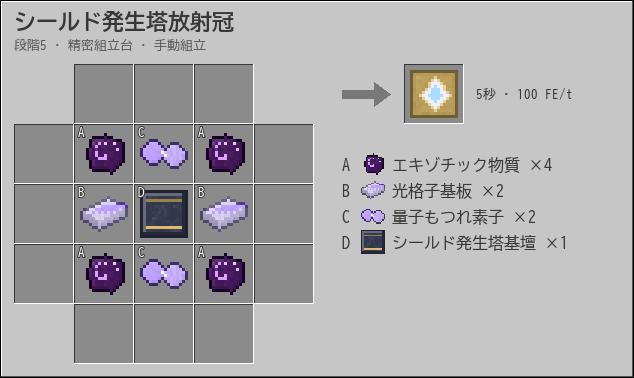 シールド発生塔放射冠
段階5 · 精密組立台 · 手動組立
5秒 · 100 FE/t
A C A
B D B
A C A
A エキゾチック物質 ×4
B 光格子基板 ×2
C 量子もつれ素子 ×2
D シールド発生塔基壇 ×1